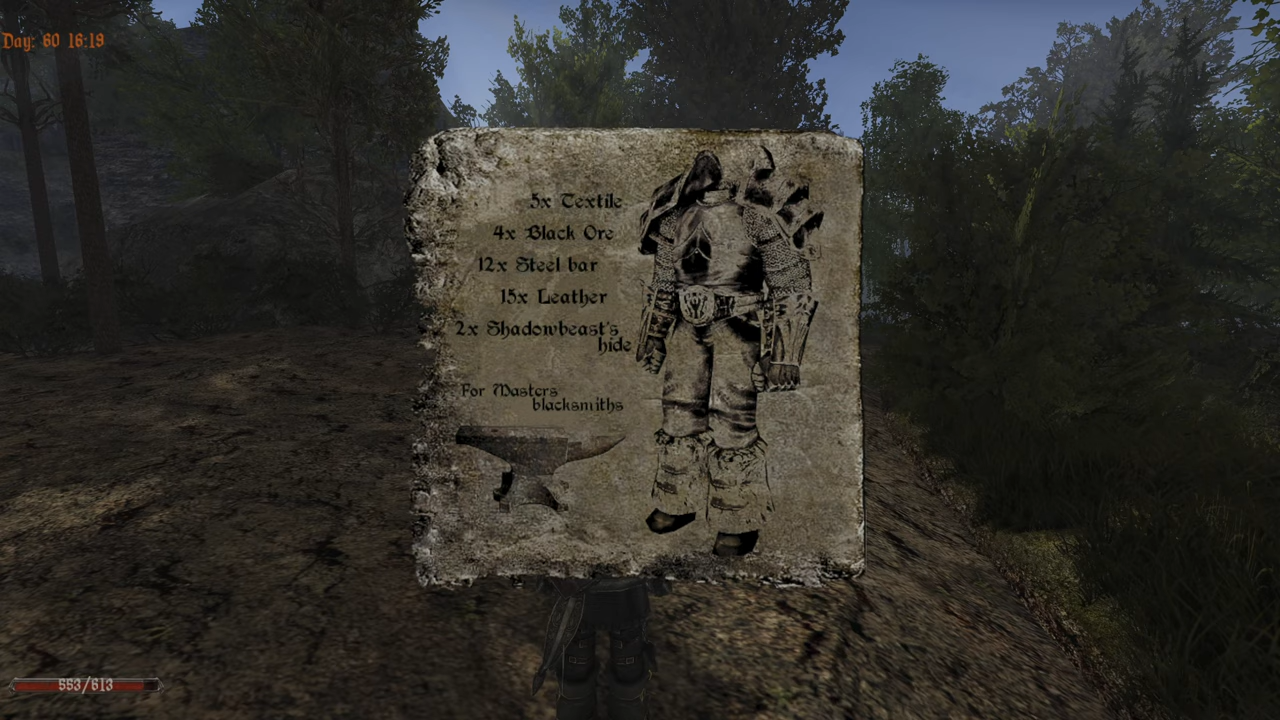 Day: 60 16:19
5x Textile
4x Black Ore
12x Steel bar
15x Leather
2x Shadowbeast's
hide
For Masters
blacksmiths
553/613